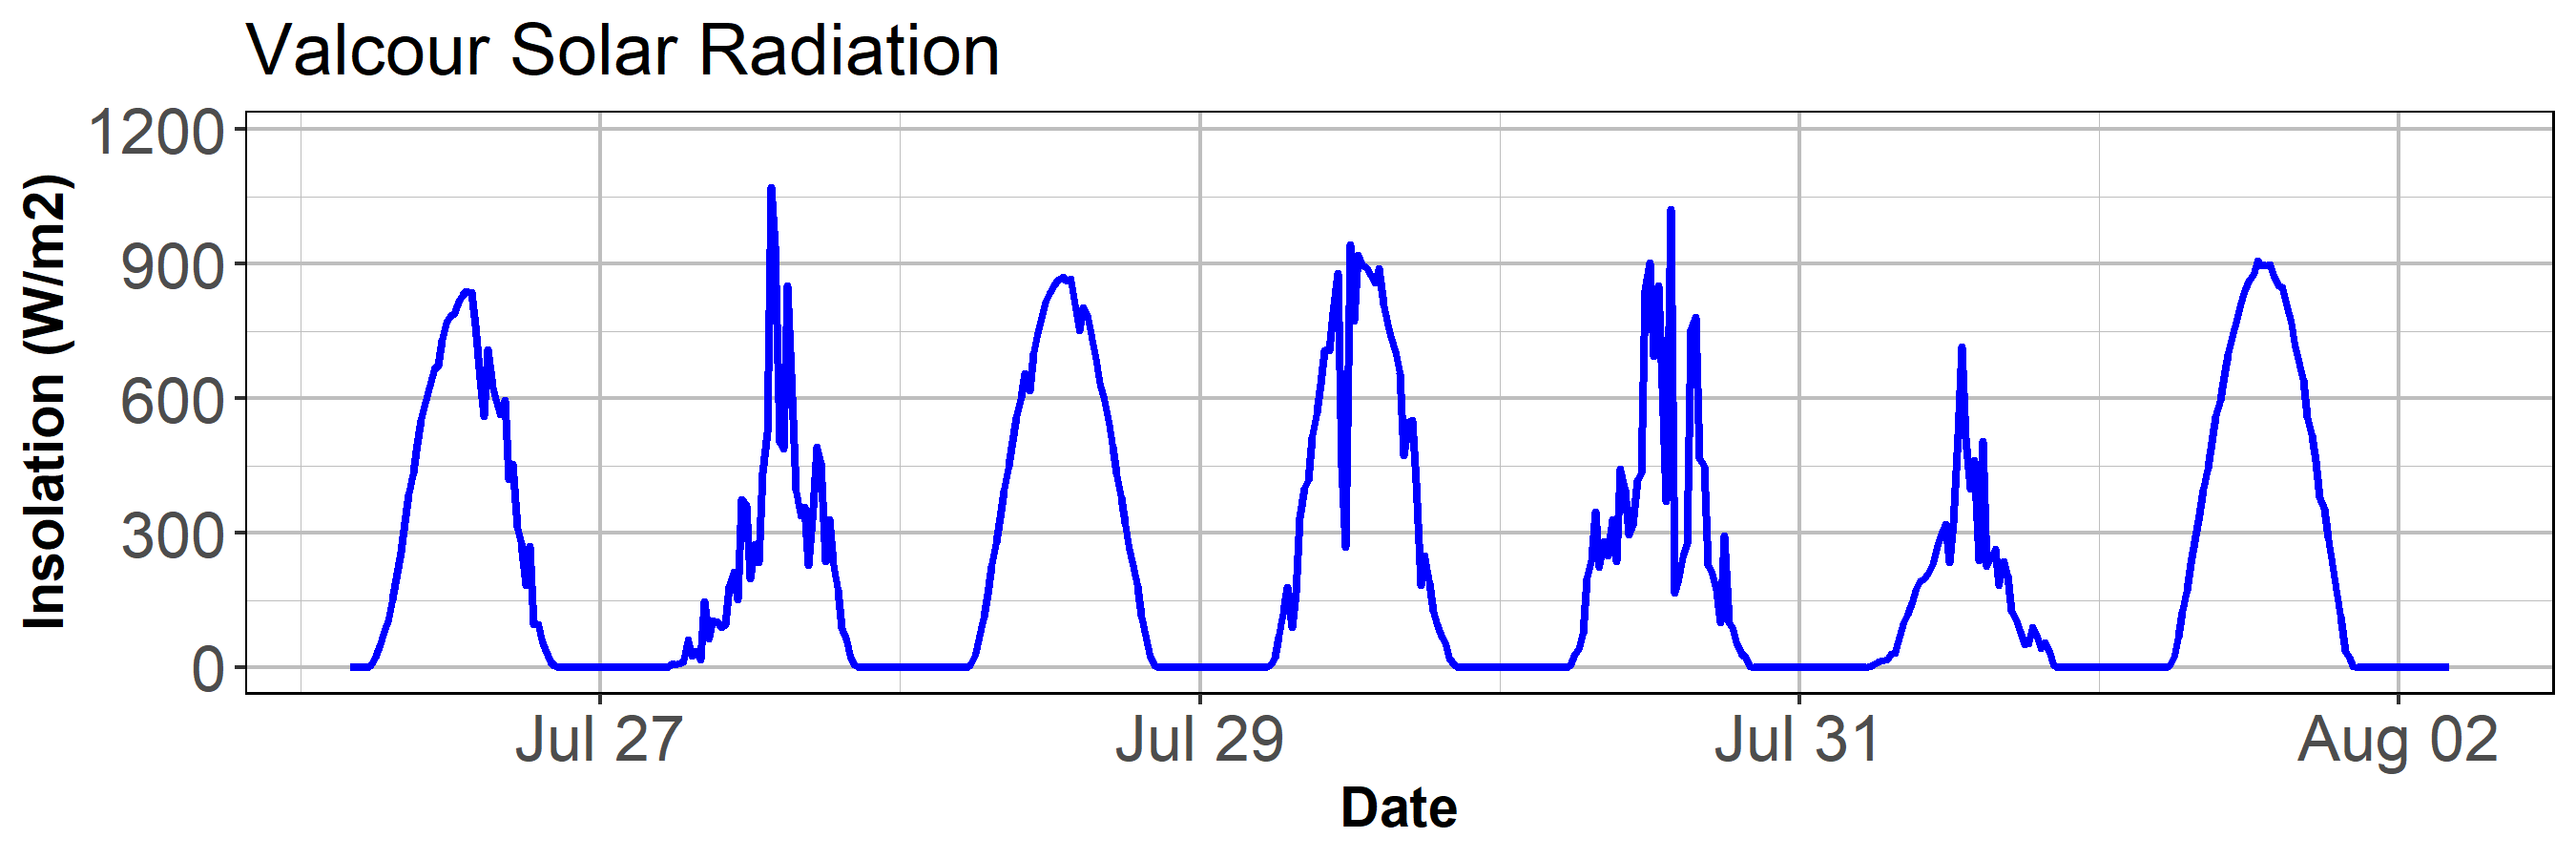 Valcour Solar Radiation
1200
900
600
300
0
Insolation (W/m2)
Jul 27
Jul 29
Jul 31
Aug 02
Date